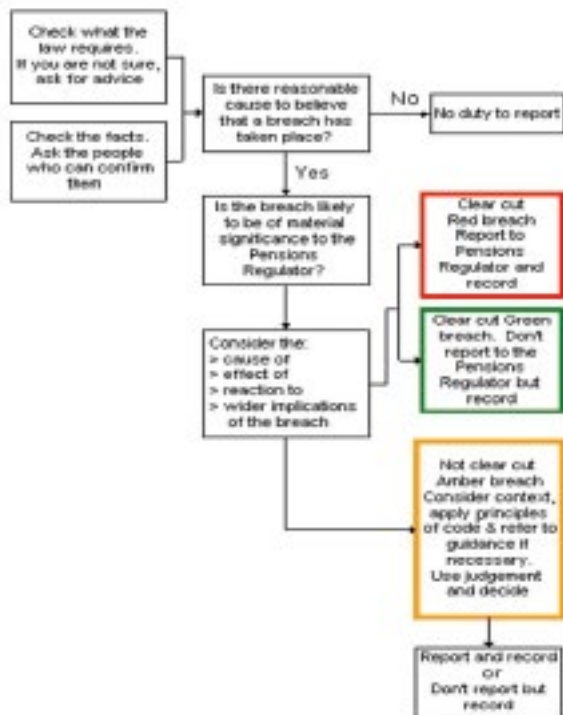 Check what the
law requires.
If you are not sure,
ask for advice
Check the facts.
Ask the people
who can confirm
them
Is there reasonable
cause to believe
that a breach has
taken place?
No
No duty to report
Yes
Is the breach likely
to be of material
significance to the
Pensions
Regulator?
Consider the:
> cause of
> effect of
> reaction to
> wider implications
of the breach
Clear cut
Red breach
Report to
Pensions
Regulator and
record
Clear cut Green
breach. Don't
report to the
Pensions
Regulator but
record
Not clear cut
Amber breach
Consider context,
apply principles
of code & refer to
guidance if
necessary.
Use judgement
and decide
Report and record
or
Don't report but
record